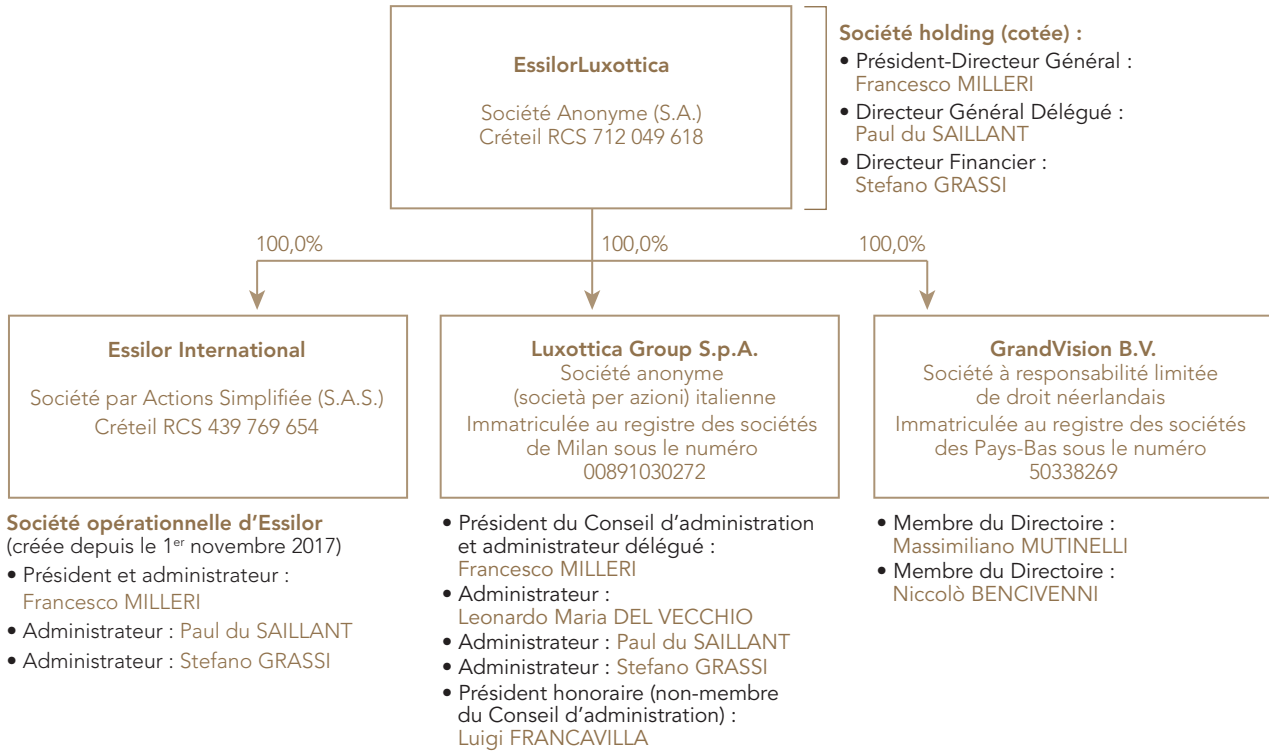 EssilorLuxottica
Société Anonyme (S.A.)
Créteil RCS 712 049 618
Société holding (cotée) :
• Président-Directeur Général :
Francesco MILLERI
• Directeur Général Délégué :
Paul du SAILLANT
• Directeur Financier :
Stefano GRASSI
100,0%
100,0%
100,0%
Essilor International
Société par Actions Simplifiée (S.A.S.)
Créteil RCS 439 769 654
Société opérationnelle d’Essilor
(créée depuis le 1er novembre 2017)
• Président et administrateur :
Francesco MILLERI
• Administrateur : Paul du SAILLANT
• Administrateur : Stefano GRASSI
Luxottica Group S.p.A.
Société anonyme
(società per azioni) italienne
Immatriculée au registre des sociétés
de Milan sous le numéro
00891030272
• Président du Conseil d’administration
et administrateur délégué :
Francesco MILLERI
• Administrateur :
Leonardo Maria DEL VECCHIO
• Administrateur : Paul du SAILLANT
• Administrateur : Stefano GRASSI
• Président honoraire (non-membre
du Conseil d’administration) :
Luigi FRANCAVILLA
GrandVision B.V.
Société à responsabilité limitée
de droit néerlandais
Immatriculée au registre des sociétés
des Pays-Bas sous le numéro
50338269
• Membre du Directoire :
Massimiliano MUTINELLI
• Membre du Directoire :
Niccolò BENCIVENNI